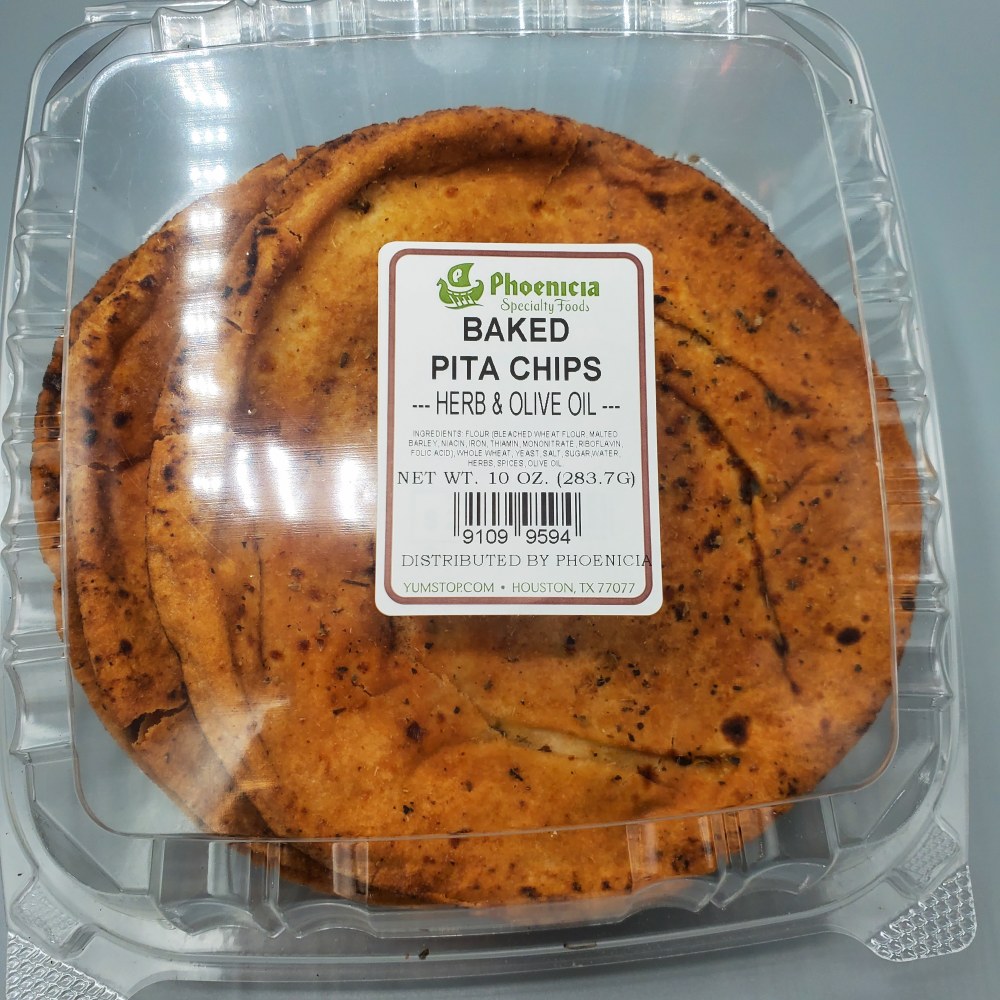 Phoenicia
Specialty Foods
BAKED
PITA CHIPS
--- HERB & OLIVE OIL ---
INGREDIENTS: FLOUR (BLEACHED WHEAT FLOUR, MALTED
BARLEY, NIACIN, IRON, THIAMIN, MONONITRATE, RIBOFLAVIN,
FOLIC ACID), WHOLE WHEAT, YEAST, SALT, SUGAR, WATER,
HERBS, SPICES, OLIVE OIL.
NET WT. 10 OZ. (283.7G)
9109 9594
DISTRIBUTED BY PHOENICIA
YUMSTOP.COM • HOUSTON, TX 77077